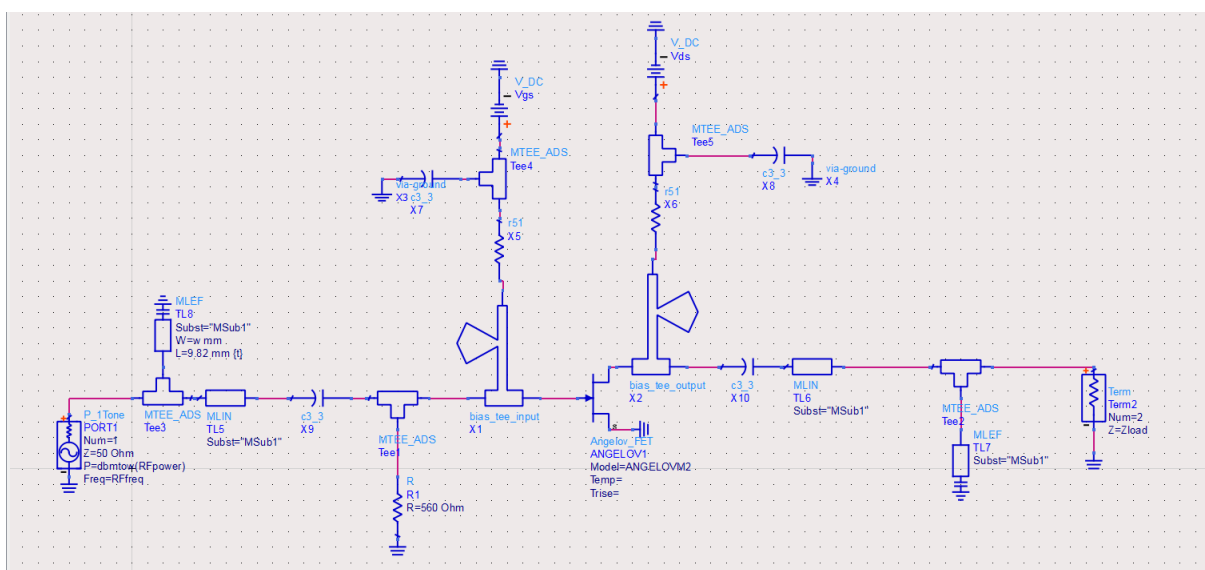 V_DC
Vds
V_DC
Vgs
MTEE_ADS
Tee5
MTEE_ADS
Tee4
via-ground
X3
c3_3
X7
c3_3
X8
via-ground
X4
r51
X6
r51
X5
MLEF
TL8
Subst="MSub1"
W=w mm
L=9.82 mm {t}
P_1Tone
PORT1
Num=1
Z=50 Ohm
P=dbmtow(RFpower)
Freq=RFfreq
MTEE_ADS
Tee3
MLIN
TL5
Subst="MSub1"
c3_3
X9
MTEE_ADS
Tee1
R
R1
R=560 Ohm
bias_tee_input
X1
Angelov_FET
ANGELOV1
Model=ANGELOVM2
Temp=
Trise=
bias_tee_output
X2
c3_3
X10
MLIN
TL6
Subst="MSub1"
MTEE_ADS
Tee2
MLEF
TL7
Subst="MSub1"
Term
Term2
Num=2
Z=Zload